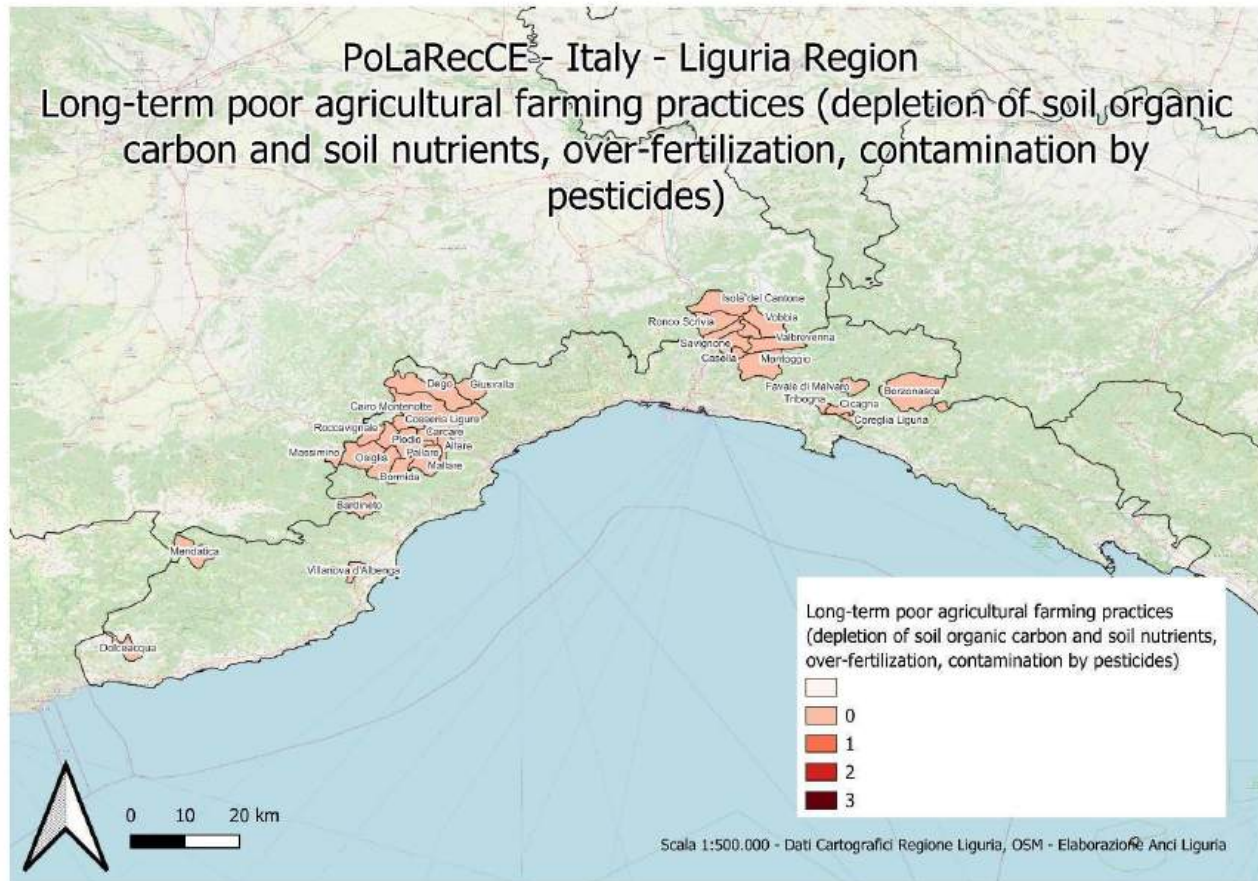 PoLaRecCE - Italy - Liguria Region
Long-term poor agricultural farming practices (depletion of soil organic
carbon and soil nutrients, over-fertilization, contamination by
pesticides)
Isola del Cantone
Ronco Scrivia
Vobbia
Valbrevenna
Savignone
Casella
Montoggio
Favale di Malvaro
Tribogna
Cicagna
Borzonasca
Coreglia Ligure
Dego
Giusvalla
Cairo Montenotte
Cosseria Ligure
Roccavignale
Carcare
Plodio
Altare
Massimino
Osiglia
Pallare
Mallare
Bormida
Bardineto
Mendatica
Villanova d'Albenga
Dolceacqua
Long-term poor agricultural farming practices
(depletion of soil organic carbon and soil nutrients,
over-fertilization, contamination by pesticides)
0
1
2
3
0 10 20 km
Scala 1:500.000 - Dati Cartografici Regione Liguria, OSM - Elaborazione Anci Liguria